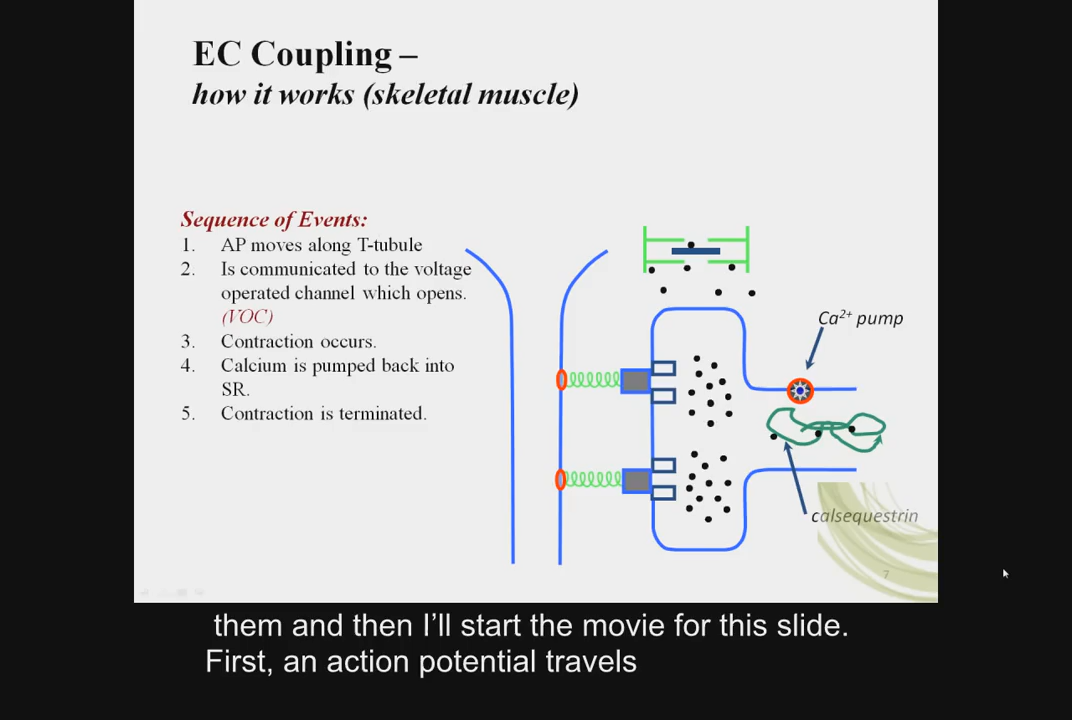 EC Coupling –
how it works (skeletal muscle)
Sequence of Events:
1. AP moves along T-tubule
2. Is communicated to the voltage
operated channel which opens.
(VOC)
3. Contraction occurs.
4. Calcium is pumped back into
SR.
5. Contraction is terminated.
Ca²⁺ pump
calsequestrin
7
them and then I’ll start the movie for this slide.
First, an action potential travels